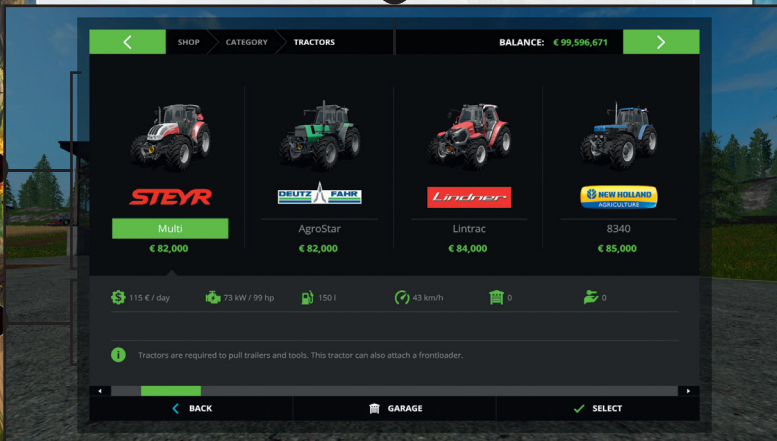 SHOP CATEGORY TRACTORS BALANCE: € 99,596,671
STEYR DEUTZ FAHR Lindner NEW HOLLAND
AGRICULTURE
Multi AgroStar Lintrac 8340
€ 82,000 € 82,000 € 84,000 € 85,000
115 € / day 73 kW / 99 hp 150 l 43 km/h 0 0
Tractors are required to pull trailers and tools. This tractor can also attach a frontloader.
BACK GARAGE SELECT